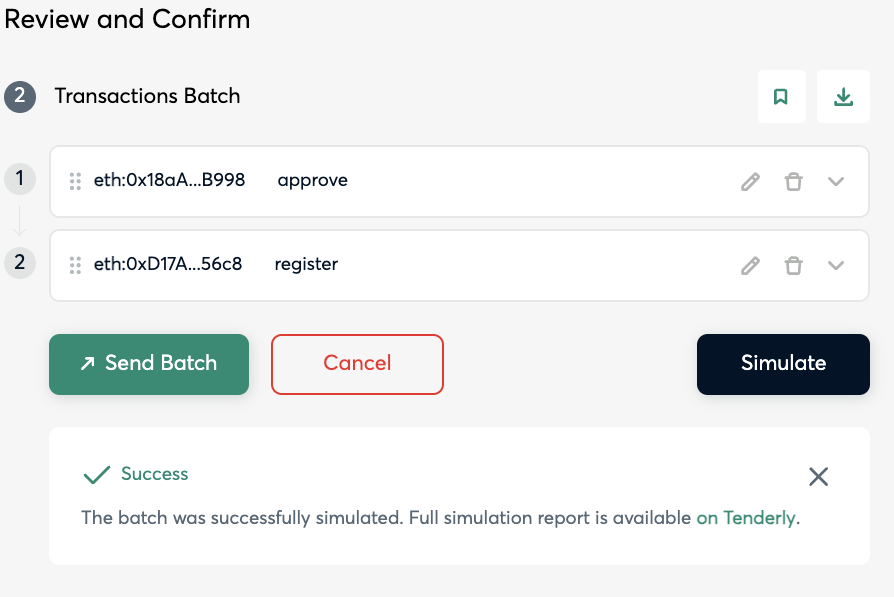 Review and Confirm
2 Transactions Batch
1 eth:0x18aA...B998 approve
2 eth:0xD17A...56c8 register
Send Batch Cancel Simulate
Success
The batch was successfully simulated. Full simulation report is available on Tenderly.